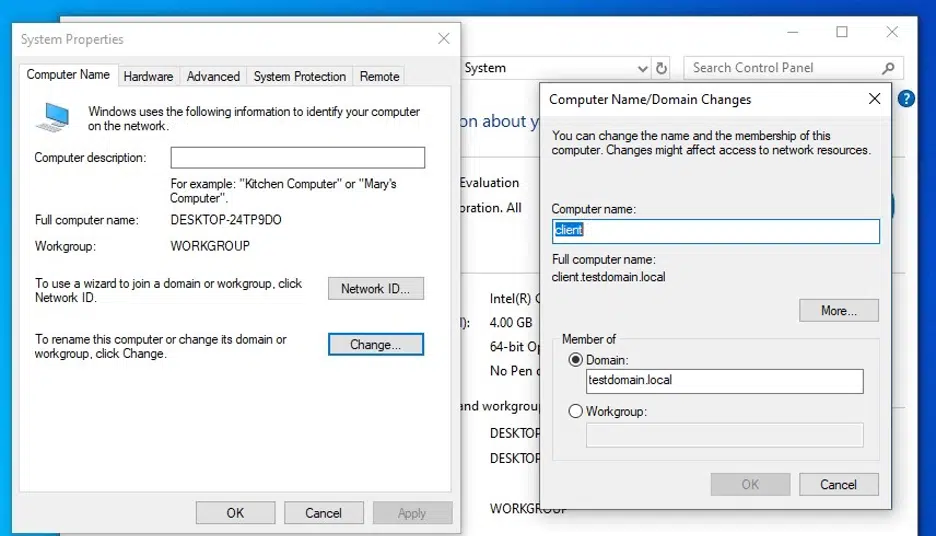 System Properties
Computer Name
Hardware
Advanced
System Protection
Remote
Windows uses the following information to identify your computer
on the network.
Computer description:
For example: "Kitchen Computer" or "Mary's
Computer".
Full computer name:
DESKTOP-24TP9DO
Workgroup:
WORKGROUP
To use a wizard to join a domain or workgroup, click
Network ID.
Network ID...
To rename this computer or change its domain or
workgroup, click Change.
Change...
OK
Cancel
Apply
System
Search Control Panel
on about y
Evaluation
oration. All
Intel(R) C
4.00 GB
64-bit Op
No Pen o
and workgroup
DESKTOP
DESKTOP
WORKGROUP
Computer Name/Domain Changes
You can change the name and the membership of this
computer. Changes might affect access to network resources.
Computer name:
client
Full computer name:
client.testdomain.local
More...
Member of
Domain:
testdomain.local
Workgroup:
OK
Cancel